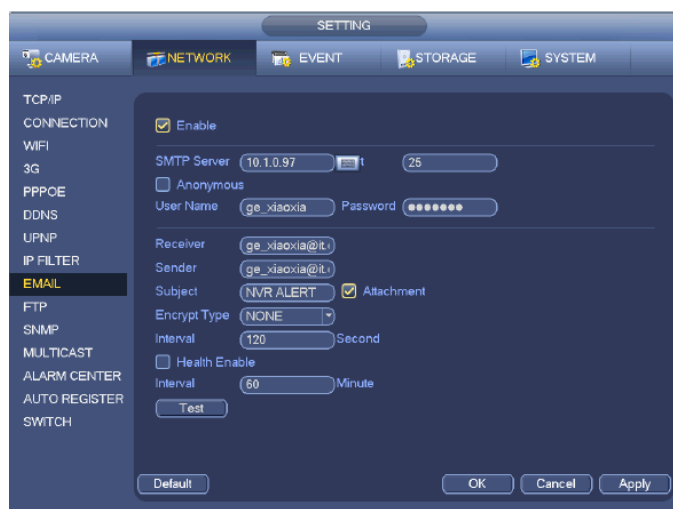 SETTING
CAMERA NETWORK EVENT STORAGE SYSTEM
TCP/IP
CONNECTION
WIFI
3G
PPPOE
DDNS
UPNP
IP FILTER
EMAIL
FTP
SNMP
MULTICAST
ALARM CENTER
AUTO REGISTER
SWITCH
Enable
SMTP Server 10.1.0.97 t 25
Anonymous
User Name ge_xiaoxia Password ●●●●●●●
Receiver ge_xiaoxia@it.
Sender ge_xiaoxia@it.
Subject NVR ALERT Attachment
Encrypt Type NONE
Interval 120 Second
Health Enable
Interval 60 Minute
Test
Default OK Cancel Apply